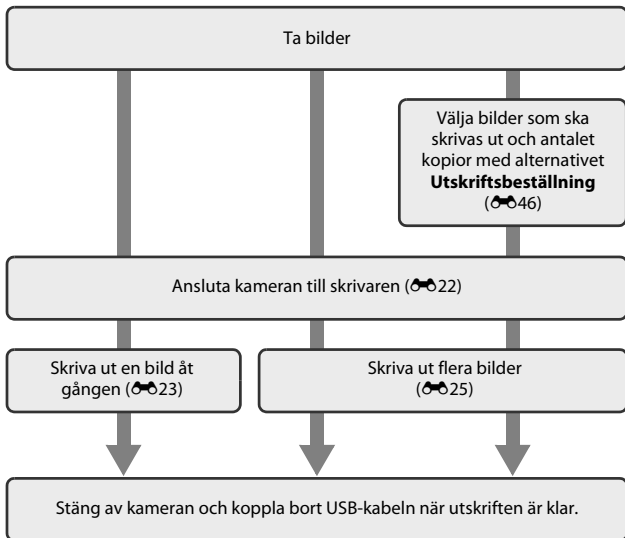 Ta bilder
Välja bilder som ska
skrivas ut och antalet
kopior med alternativet
Utskriftsbeställning
(46)
Ansluta kameran till skrivaren (22)
Skriva ut en bild åt
gången (23)
Skriva ut flera bilder
(25)
Stäng av kameran och koppla bort USB-kabeln när utskriften är klar.